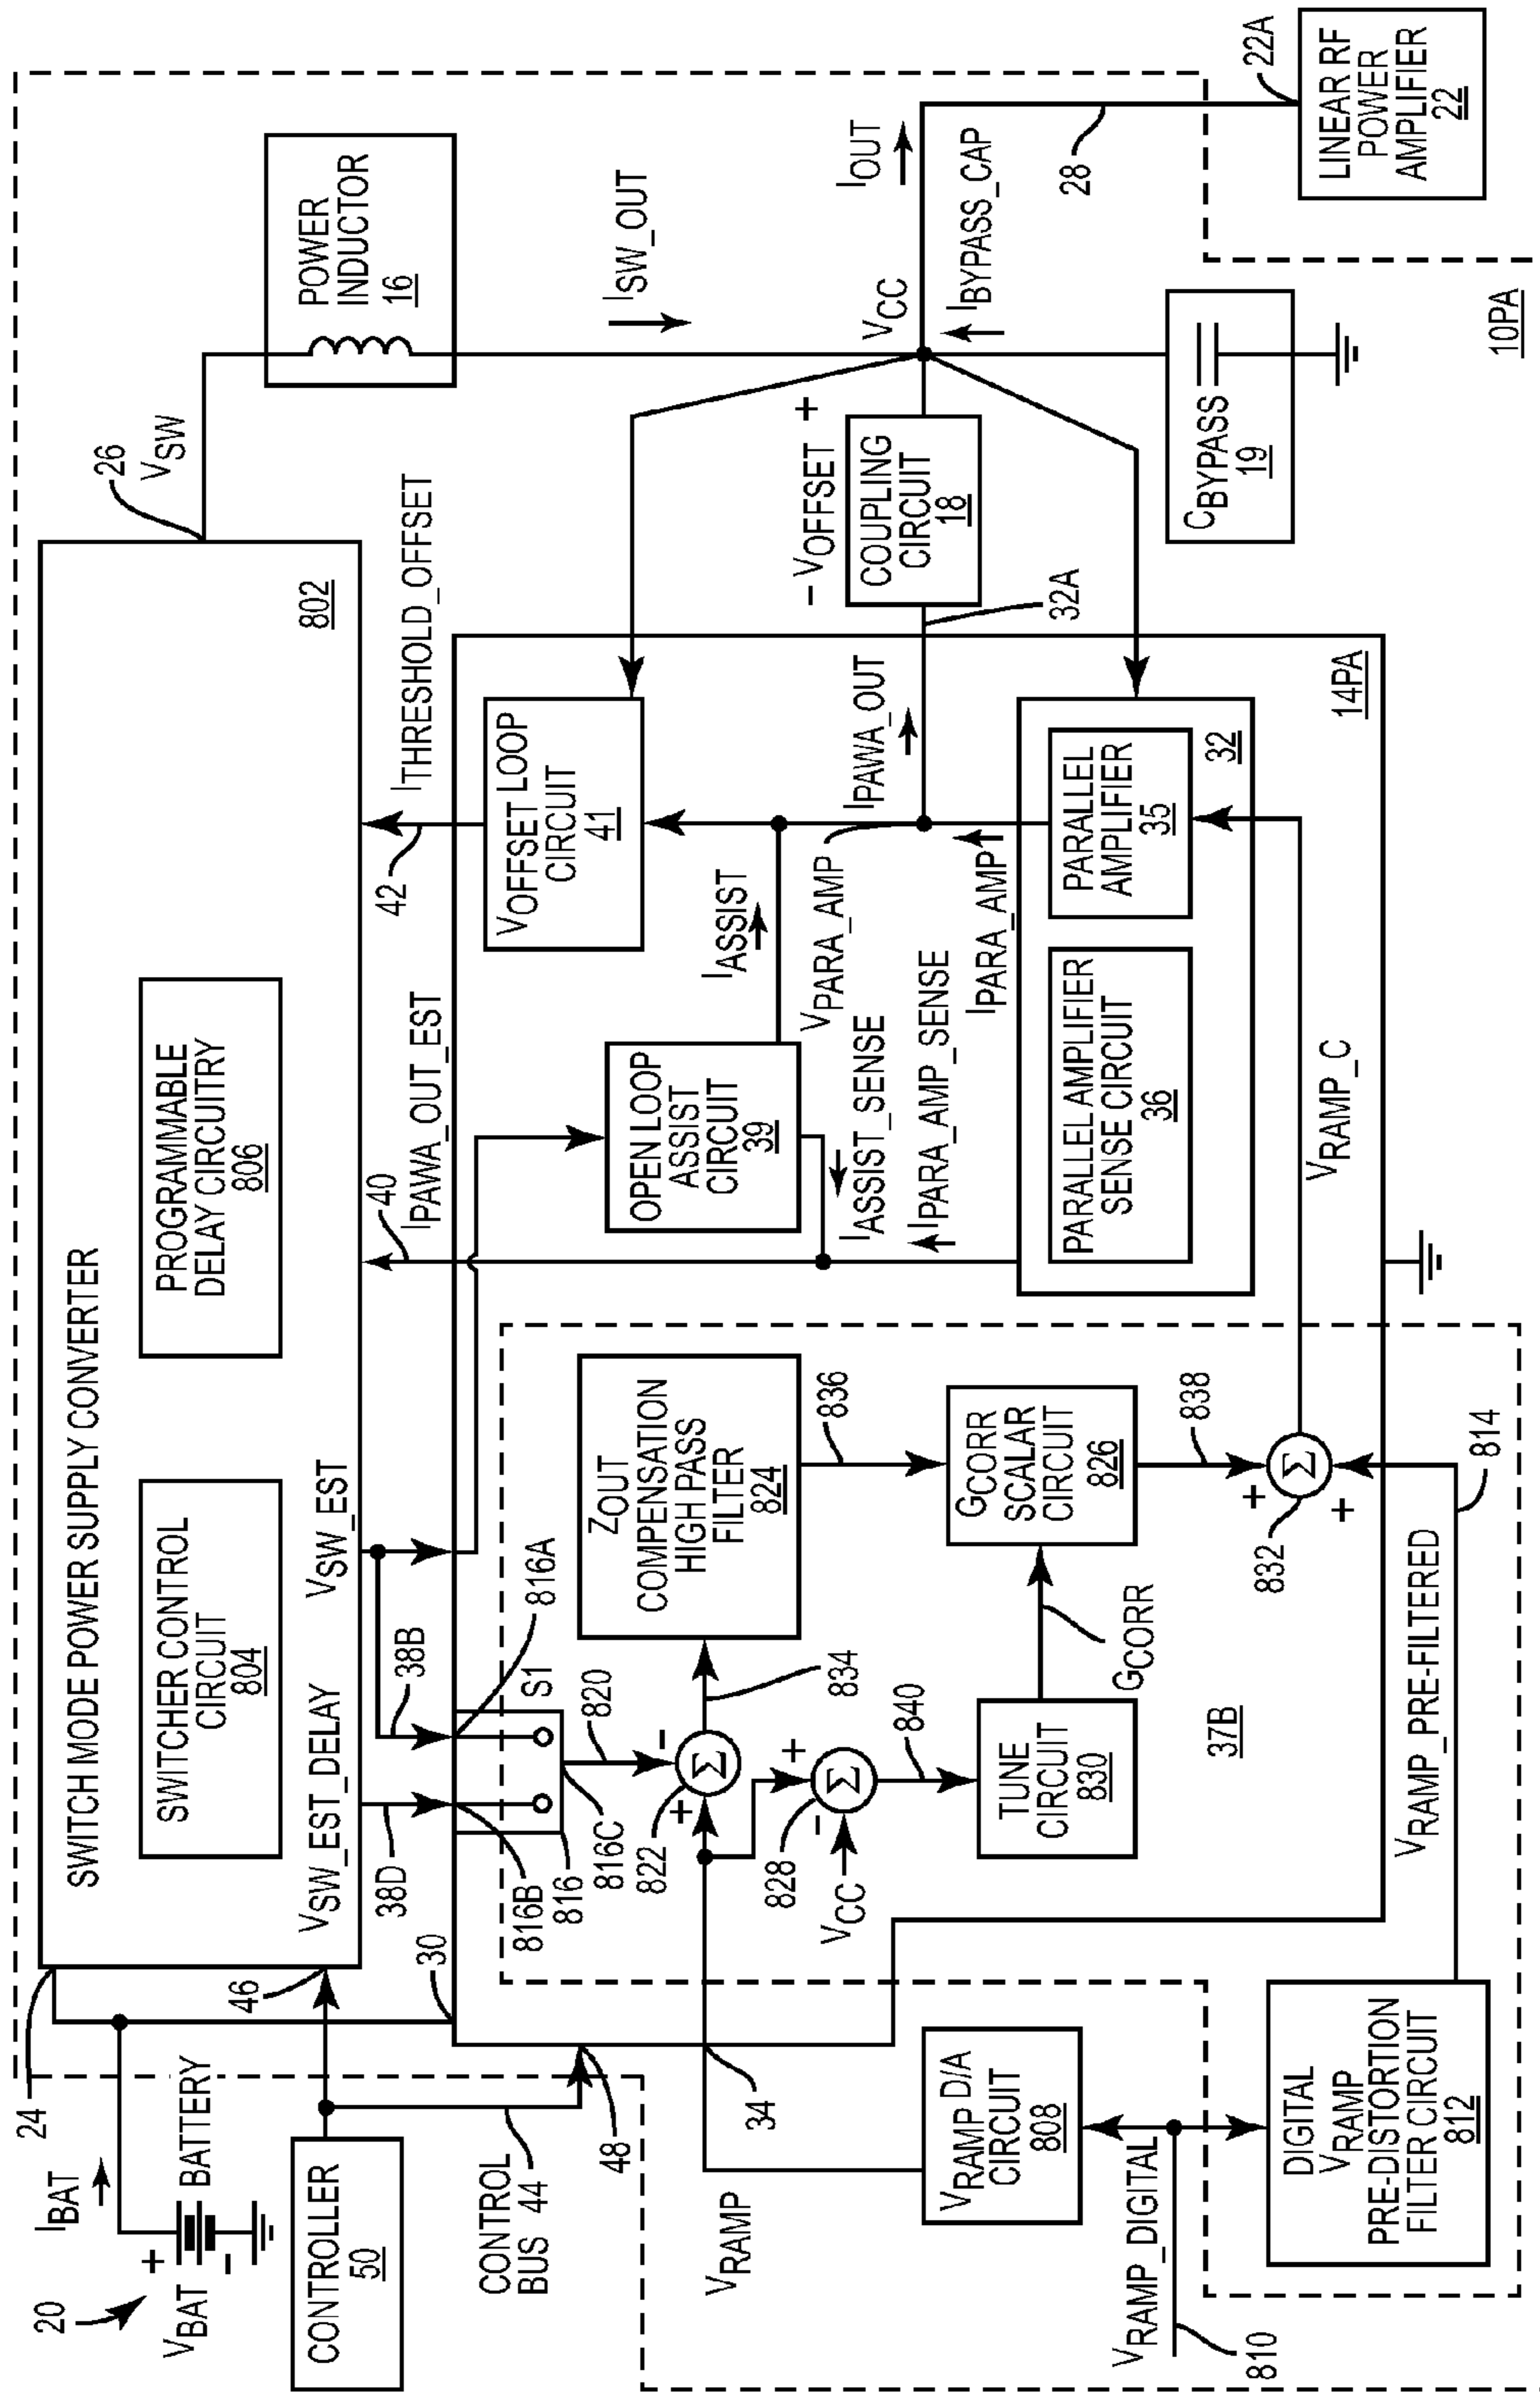 20
V_BAT
+
-
I_BAT
BATTERY
24
CONTROLLER
50
46
CONTROL
BUS 44
48
30
SWITCH MODE POWER SUPPLY CONVERTER
SWITCHER CONTROL
CIRCUIT
804
PROGRAMMABLE
DELAY CIRCUITRY
806
802
26
V_SW
POWER
INDUCTOR
16
I_SW_OUT
V_SW_EST_DELAY
V_SW_EST
38D
38B
40
I_PAWA_OUT_EST
42
I_THRESHOLD_OFFSET
816A
816B
816
816C
S1
820
-
822
+
Σ
834
Z_OUT
COMPENSATION
HIGH PASS
FILTER
824
836
828
-
+
Σ
V_CC
840
TUNE
CIRCUIT
830
G_CORR
G_CORR
SCALAR
CIRCUIT
826
838
+
+
Σ
832
37B
OPEN LOOP
ASSIST
CIRCUIT
39
I_ASSIST
V_OFFSET LOOP
CIRCUIT
41
I_ASSIST_SENSE
I_PARA_AMP_SENSE
V_PARA_AMP
I_PARA_AMP
I_PAWA_OUT
PARALLEL AMPLIFIER
SENSE CIRCUIT
36
PARALLEL
AMPLIFIER
35
32
32A
- V_OFFSET +
COUPLING
CIRCUIT
18
V_CC
I_OUT
I_BYPASS_CAP
28
C_BYPASS
19
22A
LINEAR RF
POWER
AMPLIFIER
22
14PA
10PA
V_RAMP_C
V_RAMP
34
V_RAMP D/A
CIRCUIT
808
V_RAMP_DIGITAL
810
DIGITAL
V_RAMP
PRE-DISTORTION
FILTER CIRCUIT
812
V_RAMP_PRE-FILTERED
814